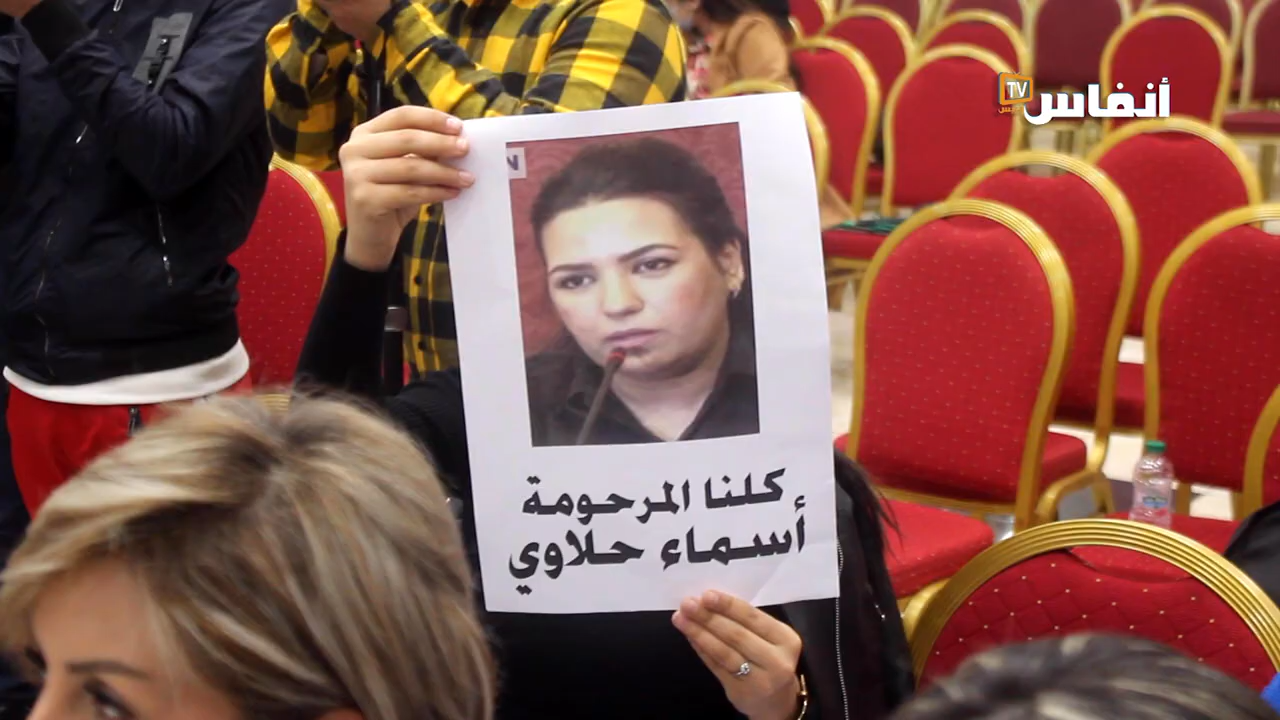 أنفاس
TV
N
كلنا المرحومة
أسماء حلاوي